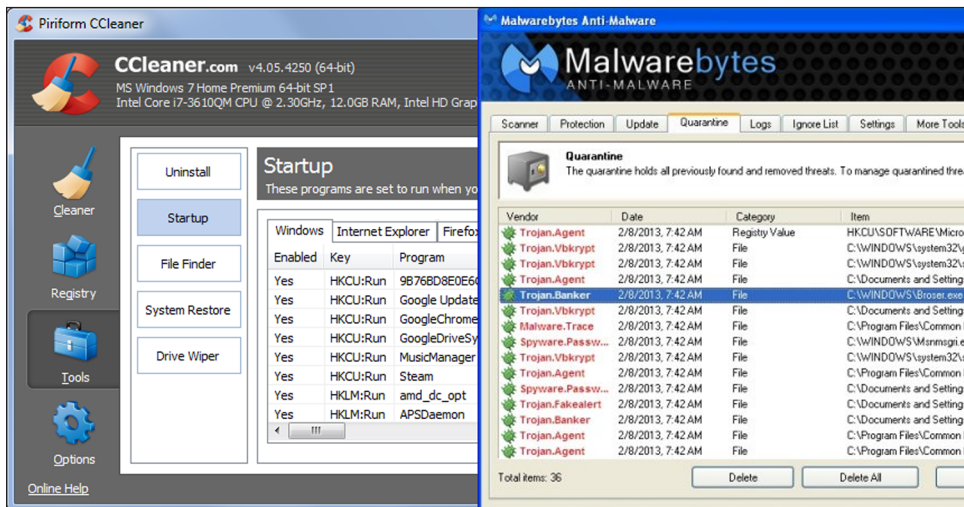 Piriform CCleaner
CCleaner.com v4.05.4250 (64-bit)
MS Windows 7 Home Premium 64-bit SP1
Intel Core i7-3610QM CPU @ 2.30GHz, 12.0GB RAM, Intel HD Grap
Cleaner
Registry
Tools
Options
Online Help
Uninstall
Startup
File Finder
System Restore
Drive Wiper
Startup
These programs are set to run when yo
Windows Internet Explorer Firefo
Enabled Key Program
Yes HKCU:Run 9B76BD8E0E6
Yes HKCU:Run Google Update
Yes HKCU:Run GoogleChrome
Yes HKCU:Run GoogleDriveSy
Yes HKCU:Run MusicManager
Yes HKCU:Run Steam
Yes HKLM:Run amd_dc_opt
Yes HKLM:Run APSDaemon
Malwarebytes Anti-Malware
Malwarebytes
ANTI-MALWARE
Scanner Protection Update Quarantine Logs Ignore List Settings More Tools
Quarantine
The quarantine holds all previously found and removed threats. To manage quarantined threa
Vendor Date Category Item
Trojan.Agent 2/8/2013, 7:42 AM Registry Value HKCU\SOFTWARE\Micro
Trojan.Vbkrypt 2/8/2013, 7:42 AM File C:\WINDOWS\system32\
Trojan.Vbkrypt 2/8/2013, 7:42 AM File C:\WINDOWS\system32\
Trojan.Agent 2/8/2013, 7:42 AM File C:\Documents and Setting
Trojan.Banker 2/8/2013, 7:42 AM File C:\WINDOWS\Broser.exe
Trojan.Vbkrypt 2/8/2013, 7:42 AM File C:\Documents and Setting
Malware.Trace 2/8/2013, 7:42 AM File C:\Program Files\Common
Spyware.Passw... 2/8/2013, 7:42 AM File C:\WINDOWS\Msnmsgri.e
Trojan.Vbkrypt 2/8/2013, 7:42 AM File C:\WINDOWS\system32\
Trojan.Agent 2/8/2013, 7:42 AM File C:\Program Files\Common
Spyware.Passw... 2/8/2013, 7:42 AM File C:\Documents and Setting
Trojan.Fakealert 2/8/2013, 7:42 AM File C:\Documents and Setting
Trojan.Banker 2/8/2013, 7:42 AM File C:\Documents and Setting
Trojan.Agent 2/8/2013, 7:42 AM File C:\Program Files\Common
Trojan.Agent 2/8/2013, 7:42 AM File C:\Program Files\Common
Total items: 36
Delete Delete All